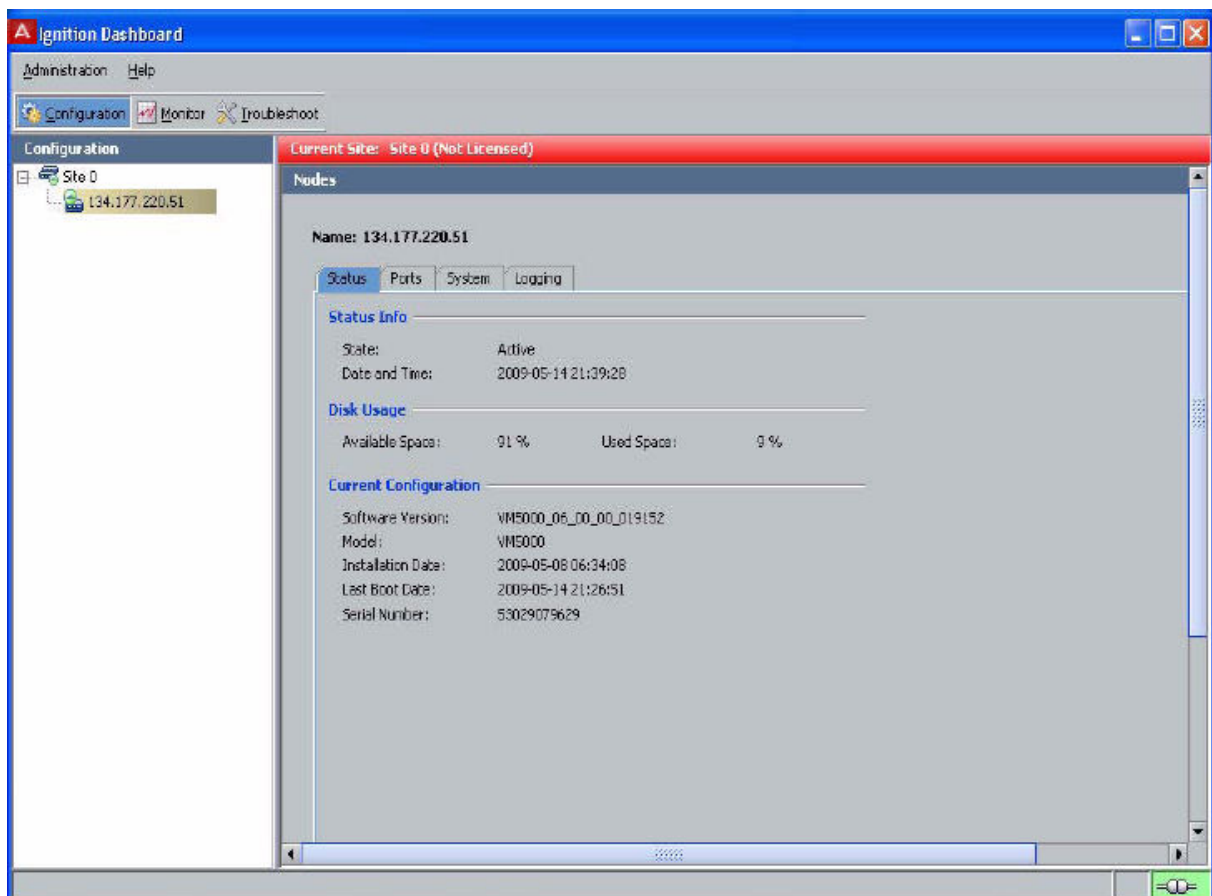 Ignition Dashboard
Administration Help
Configuration Monitor Troubleshoot
Configuration
Current Site: Site 0 (Not Licensed)
Site 0
134.177.220.51
Nodes
Name: 134.177.220.51
Status Ports System Logging
Status Info
State: Active
Date and Time: 2009-05-14 21:39:28
Disk Usage
Available Space: 91 % Used Space: 9 %
Current Configuration
Software Version: VM5000_06_00_00_019152
Model: VM5000
Installation Date: 2009-05-08 06:34:08
Last Boot Date: 2009-05-14 21:26:51
Serial Number: 53029079629